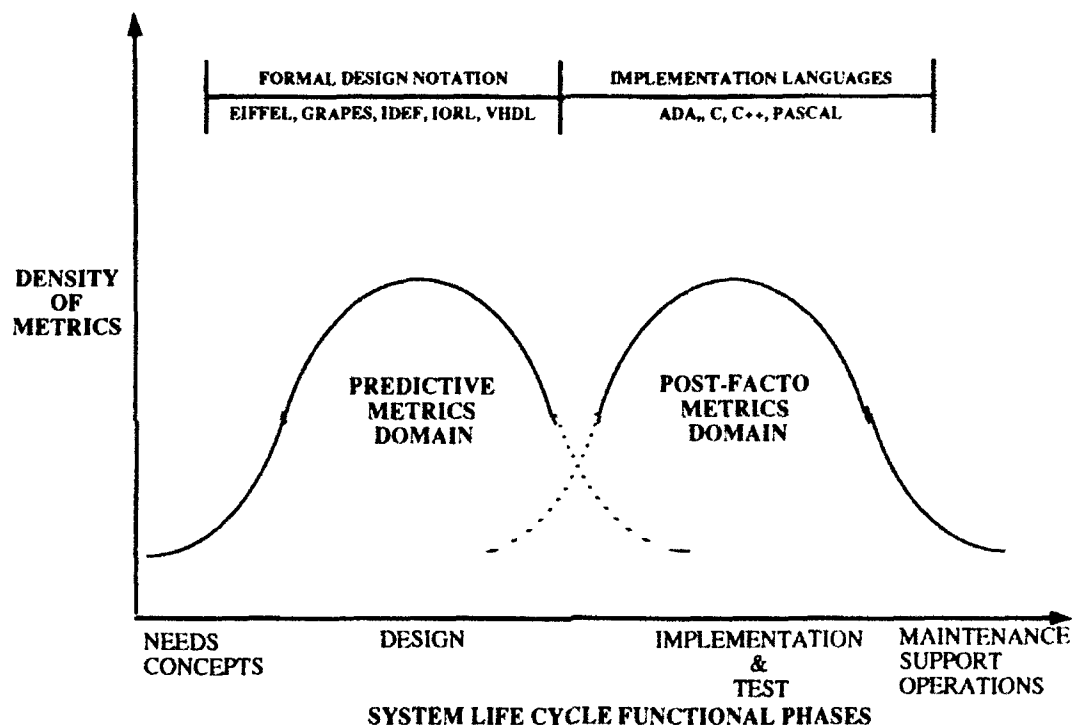 FORMAL DESIGN NOTATION
EIFFEL, GRAPES, IDEF, IORL, VHDL
IMPLEMENTATION LANGUAGES
ADA,, C, C++, PASCAL
DENSITY
OF
METRICS
PREDICTIVE
METRICS
DOMAIN
POST-FACTO
METRICS
DOMAIN
NEEDS
CONCEPTS
DESIGN
IMPLEMENTATION
&
TEST
MAINTENANCE
SUPPORT
OPERATIONS
SYSTEM LIFE CYCLE FUNCTIONAL PHASES